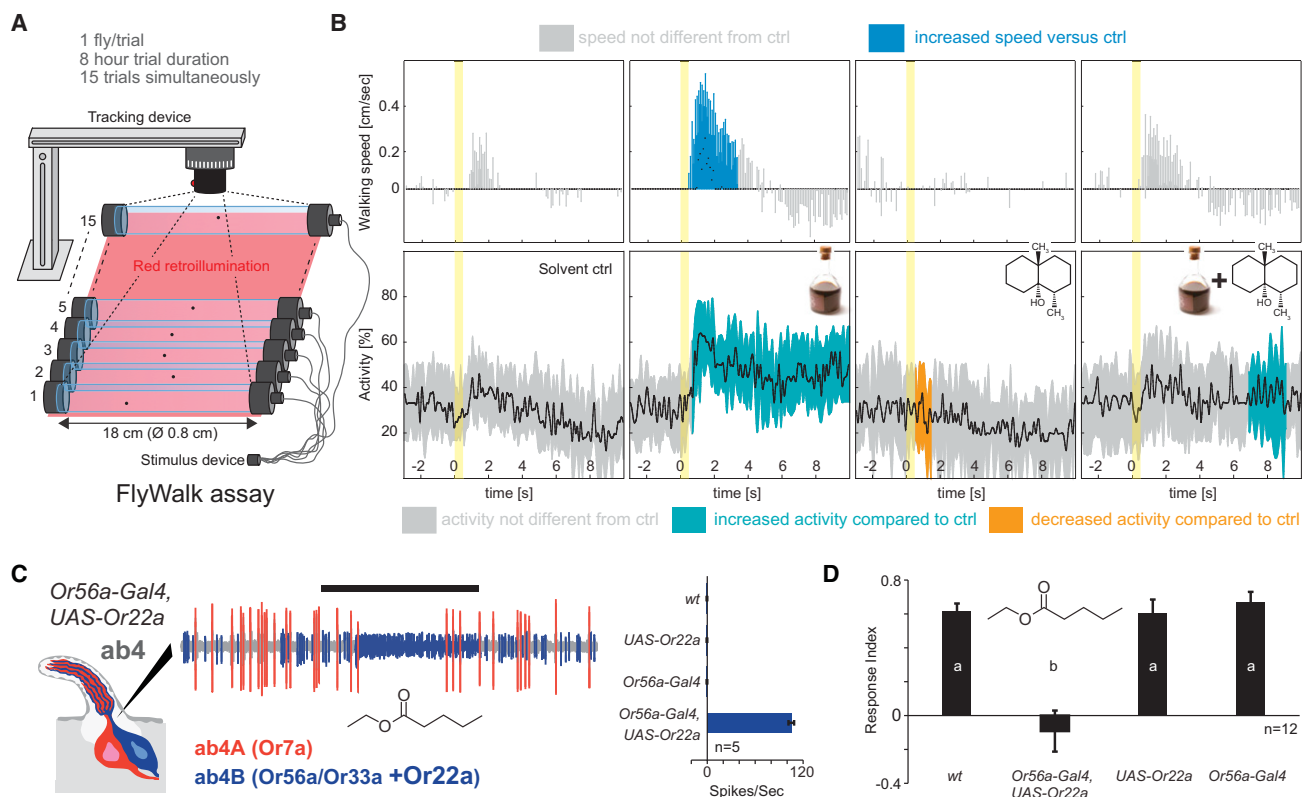 A
1 fly/trial
8 hour trial duration
15 trials simultaneously
Tracking device
15
Red retroillumination
5
4
3
2
1
18 cm (Ø 0.8 cm)
Stimulus device
FlyWalk assay
B
speed not different from ctrl
increased speed versus ctrl
Walking speed [cm/sec]
0.4
0.2
0
Solvent ctrl
CH₃
OH
CH₃
+
CH₃
OH
CH₃
Activity [%]
80
60
40
20
-2 0 2 4 6 8
-2 0 2 4 6 8
-2 0 2 4 6 8
-2 0 2 4 6 8
time [s]
time [s]
time [s]
time [s]
activity not different from ctrl
increased activity compared to ctrl
decreased activity compared to ctrl
C
Or56a-Gal4,
UAS-Or22a
ab4
O
O
ab4A (Or7a)
ab4B (Or56a/Or33a +Or22a)
wt
UAS-Or22a
Or56a-Gal4
Or56a-Gal4,
UAS-Or22a
n=5
0 120
Spikes/Sec
D
Response Index
0.8
0
-0.4
O
O
a
b
a
a
n=12
wt
Or56a-Gal4,
UAS-Or22a
UAS-Or22a
Or56a-Gal4